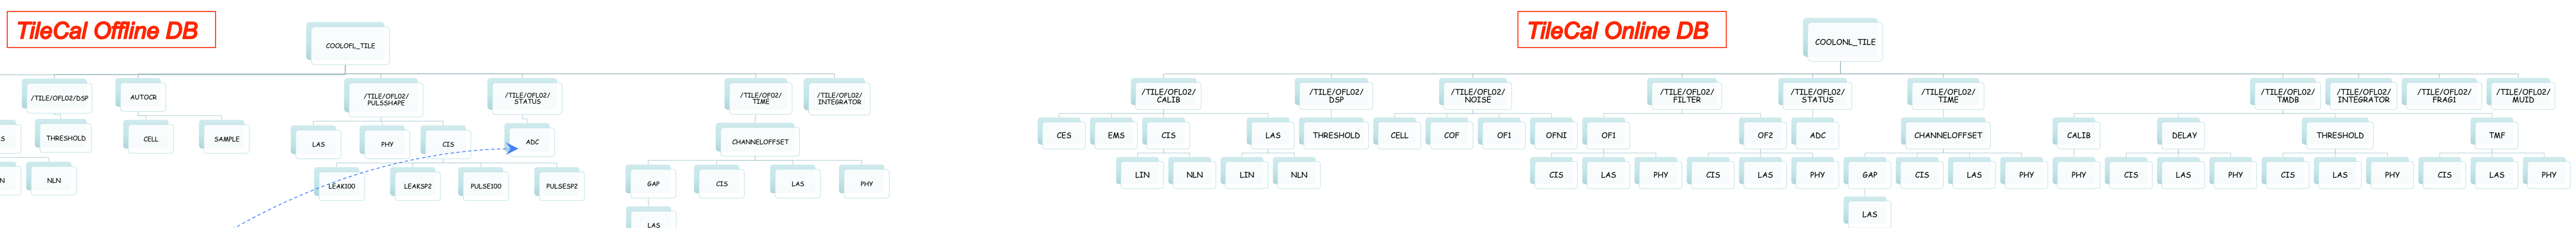 TileCal Offline DB
COOLOFL_TILE
/TILE/OFL02/DSP
AUTOCR
/TILE/OFL02/
PULSSHAPE
/TILE/OFL02/
STATUS
/TILE/OF02/
TIME
/TILE/OFL02/
INTEGRATOR
S
THRESHOLD
CELL
SAMPLE
LAS
PHY
CIS
ADC
CHANNELOFFSET
N
NLN
LEAK100
LEAKSP2
PULSE100
PULSESP2
GAP
CIS
LAS
PHY
LAS
TileCal Online DB
COOLONL_TILE
/TILE/OFL02/
CALIB
/TILE/OFL02/
DSP
/TILE/OFL02/
NOISE
/TILE/OFL02/
FILTER
/TILE/OFL02/
STATUS
/TILE/OFL02/
TIME
/TILE/OFL02/
TMDB
/TILE/OFL02/
INTEGRATOR
/TILE/OFL02/
FRAG1
/TILE/OFL02/
MUID
CES
EMS
CIS
LAS
THRESHOLD
CELL
COF
OF1
OFNI
OF1
OF2
ADC
CHANNELOFFSET
CALIB
DELAY
THRESHOLD
TMF
LIN
NLN
LIN
NLN
CIS
LAS
PHY
CIS
LAS
PHY
GAP
CIS
LAS
PHY
PHY
CIS
LAS
PHY
CIS
LAS
PHY
CIS
LAS
PHY
LAS